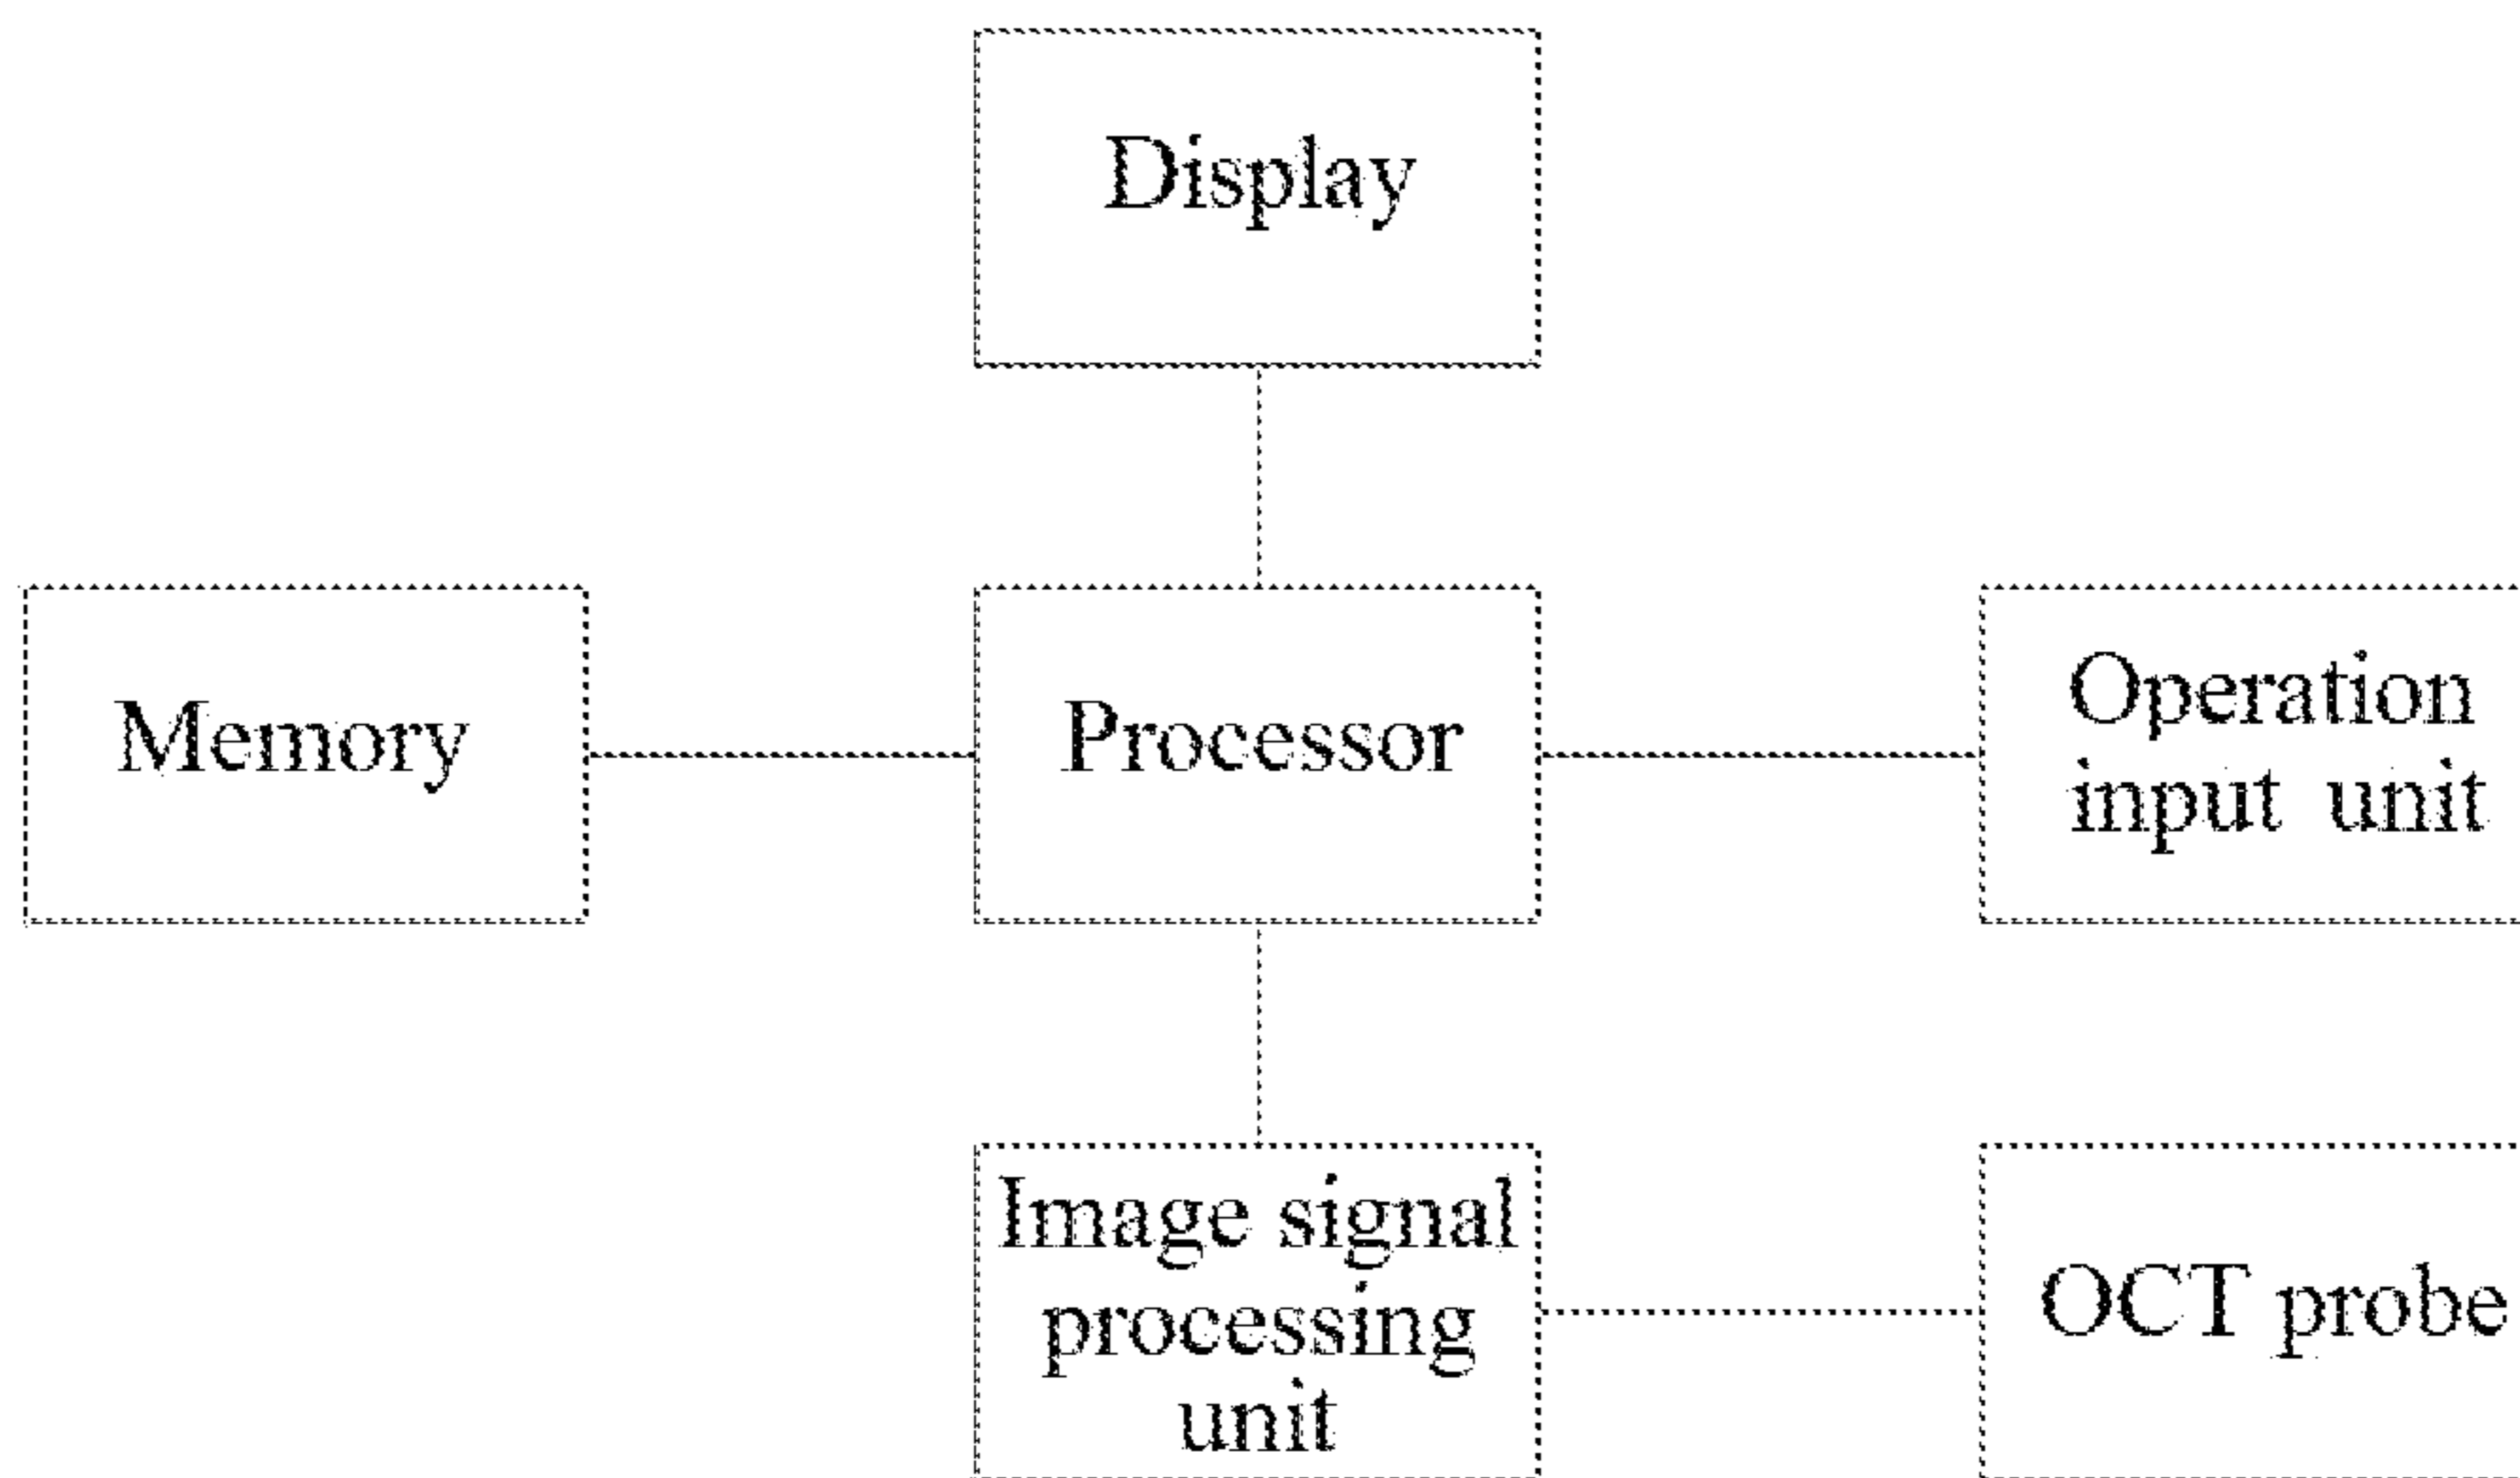 Display
Memory
Processor
Operation
input unit
Image signal
processing
unit
OCT probe